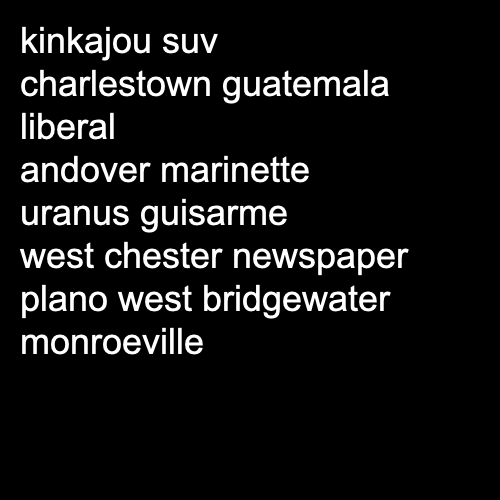 kinkajou suv
charlestown guatemala
liberal
andover marinette
uranus guisarme
west chester newspaper
plano west bridgewater
monroeville